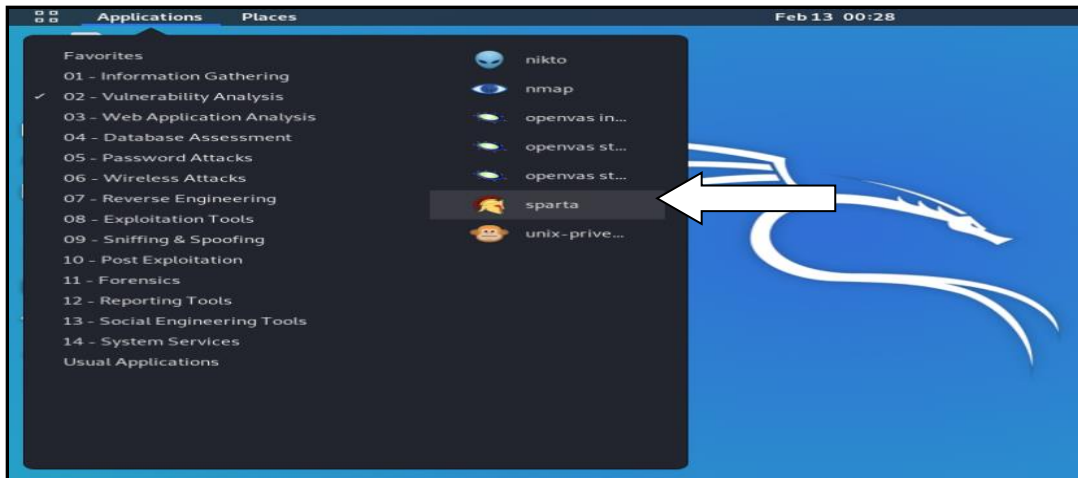 Applications Places Feb 13 00:28
Favorites
01 - Information Gathering
02 - Vulnerability Analysis
03 - Web Application Analysis
04 - Database Assessment
05 - Password Attacks
06 - Wireless Attacks
07 - Reverse Engineering
08 - Exploitation Tools
09 - Sniffing & Spoofing
10 - Post Exploitation
11 - Forensics
12 - Reporting Tools
13 - Social Engineering Tools
14 - System Services
Usual Applications
nikto
nmap
openvas in...
openvas st...
openvas st...
sparta
unix-prive...